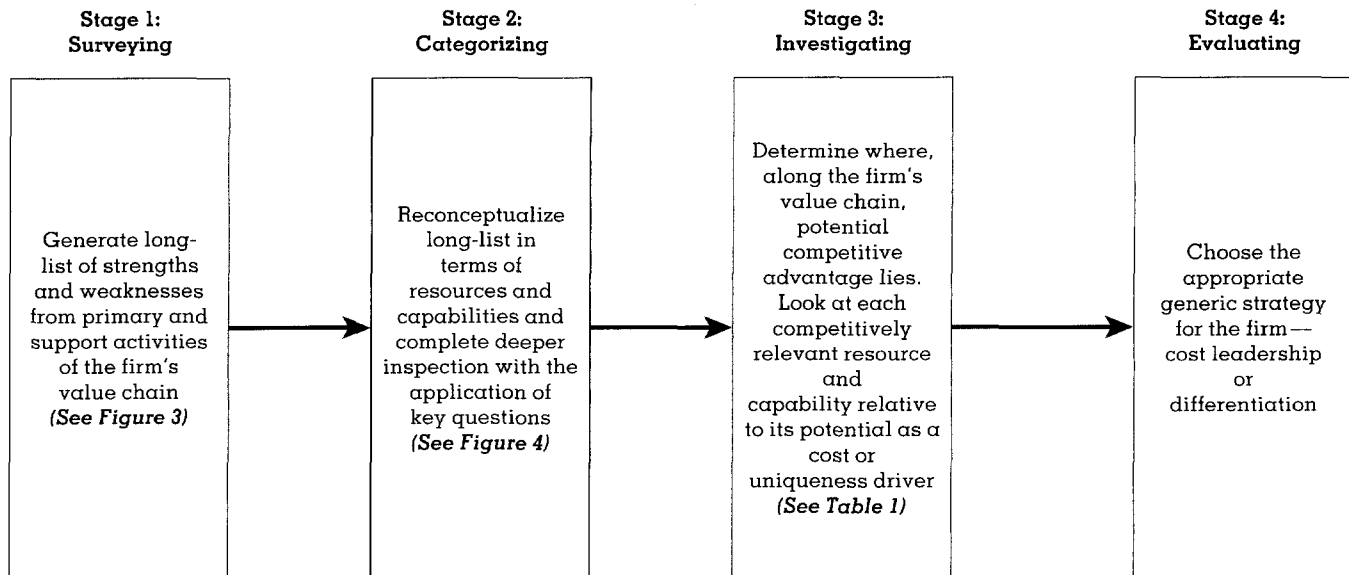 Stage 1:
Surveying
Stage 2:
Categorizing
Stage 3:
Investigating
Stage 4:
Evaluating
Generate long-
list of strengths
and weaknesses
from primary and
support activities
of the firm's
value chain
(See Figure 3)
Reconceptualize
long-list in
terms of
resources and
capabilities and
complete deeper
inspection with the
application of
key questions
(See Figure 4)
Determine where,
along the firm's
value chain,
potential
competitive
advantage lies.
Look at each
competitively
relevant resource
and
capability relative
to its potential as a
cost or
uniqueness driver
(See Table 1)
Choose the
appropriate
generic strategy
for the firm—
cost leadership
or
differentiation